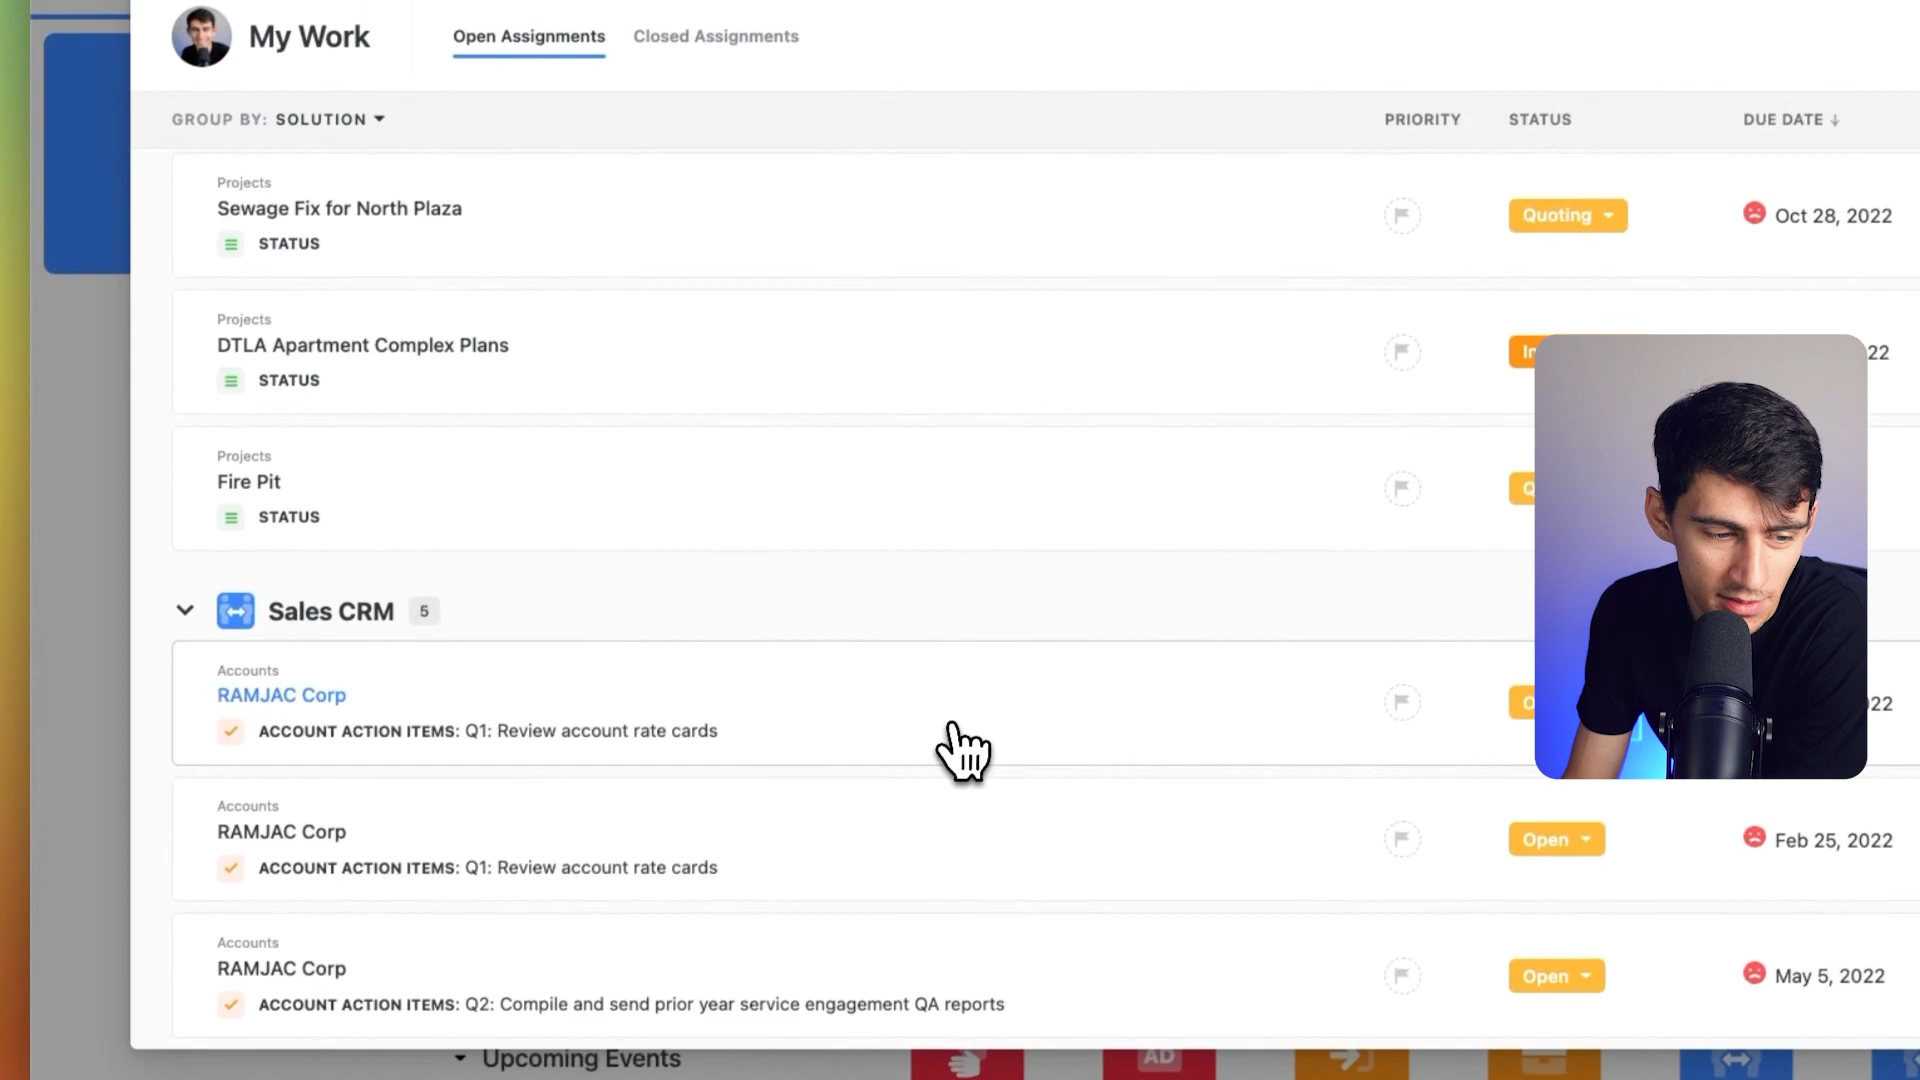 My Work
Open Assignments
Closed Assignments
GROUP BY: SOLUTION
PRIORITY
STATUS
DUE DATE
Projects
Sewage Fix for North Plaza
STATUS
Quoting
Oct 28, 2022
Projects
DTLA Apartment Complex Plans
STATUS
22
Projects
Fire Pit
STATUS
Sales CRM 5
Accounts
RAMJAC Corp
ACCOUNT ACTION ITEMS: Q1: Review account rate cards
22
Accounts
RAMJAC Corp
ACCOUNT ACTION ITEMS: Q1: Review account rate cards
Open
Feb 25, 2022
Accounts
RAMJAC Corp
ACCOUNT ACTION ITEMS: Q2: Compile and send prior year service engagement QA reports
Open
May 5, 2022
Upcoming Events
AD